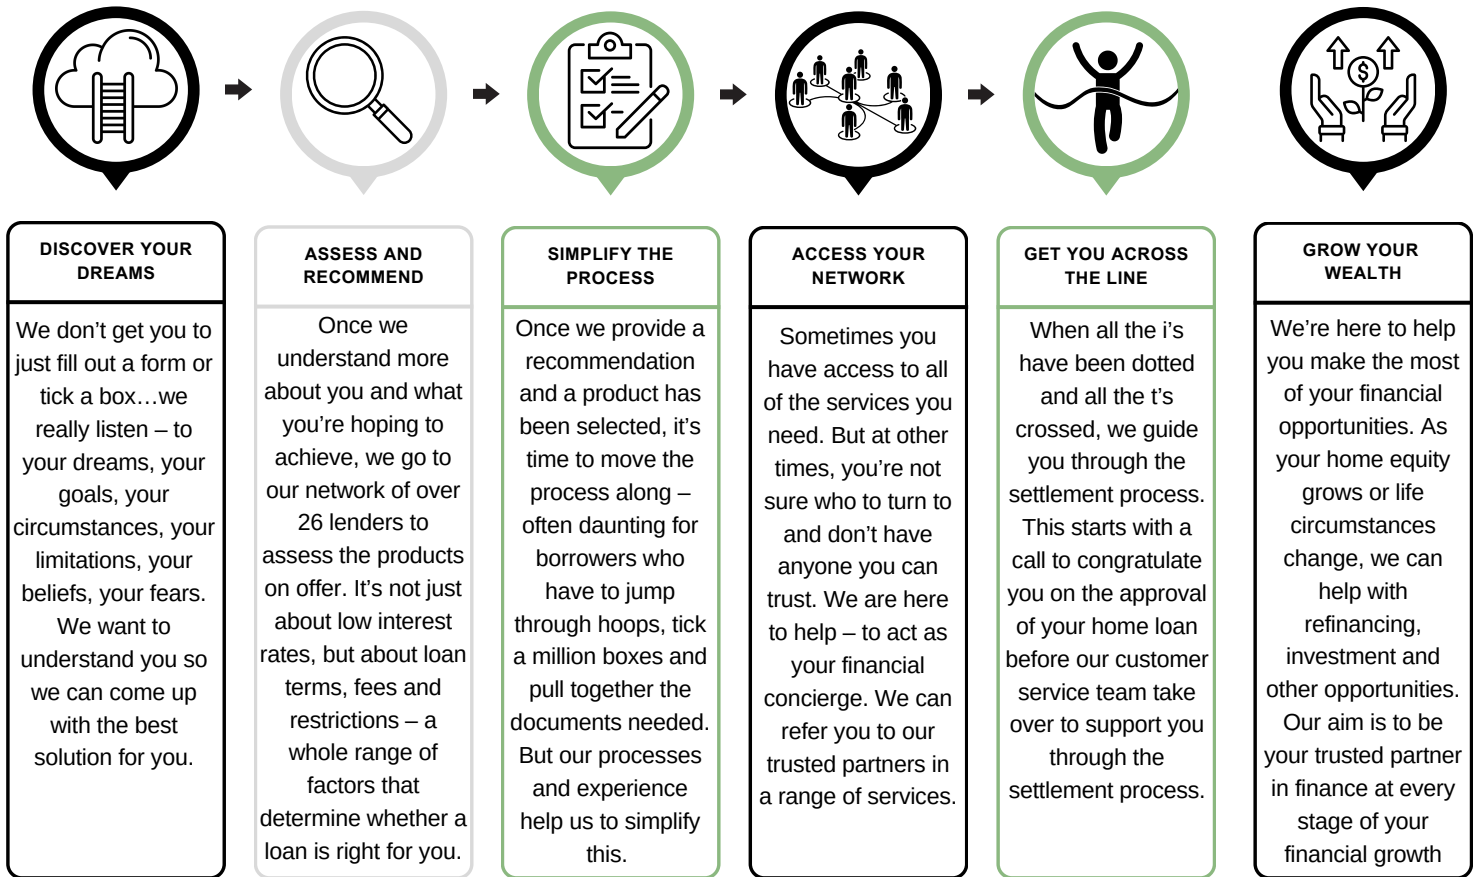 DISCOVER YOUR
DREAMS
We don’t get you to
just fill out a form or
tick a box…we
really listen – to
your dreams, your
goals, your
circumstances, your
limitations, your
beliefs, your fears.
We want to
understand you so
we can come up
with the best
solution for you.
ASSESS AND
RECOMMEND
Once we
understand more
about you and what
you’re hoping to
achieve, we go to
our network of over
26 lenders to
assess the products
on offer. It’s not just
about low interest
rates, but about loan
terms, fees and
restrictions – a
whole range of
factors that
determine whether a
loan is right for you.
SIMPLIFY THE
PROCESS
Once we provide a
recommendation
and a product has
been selected, it’s
time to move the
process along –
often daunting for
borrowers who
have to jump
through hoops, tick
a million boxes and
pull together the
documents needed.
But our processes
and experience
help us to simplify
this.
ACCESS YOUR
NETWORK
Sometimes you
have access to all
of the services you
need. But at other
times, you’re not
sure who to turn to
and don’t have
anyone you can
trust. We are here
to help – to act as
your financial
concierge. We can
refer you to our
trusted partners in
a range of services.
GET YOU ACROSS
THE LINE
When all the i’s
have been dotted
and all the t’s
crossed, we guide
you through the
settlement process.
This starts with a
call to congratulate
you on the approval
of your home loan
before our customer
service team take
over to support you
through the
settlement process.
GROW YOUR
WEALTH
We’re here to help
you make the most
of your financial
opportunities. As
your home equity
grows or life
circumstances
change, we can
help with
refinancing,
investment and
other opportunities.
Our aim is to be
your trusted partner
in finance at every
stage of your
financial growth